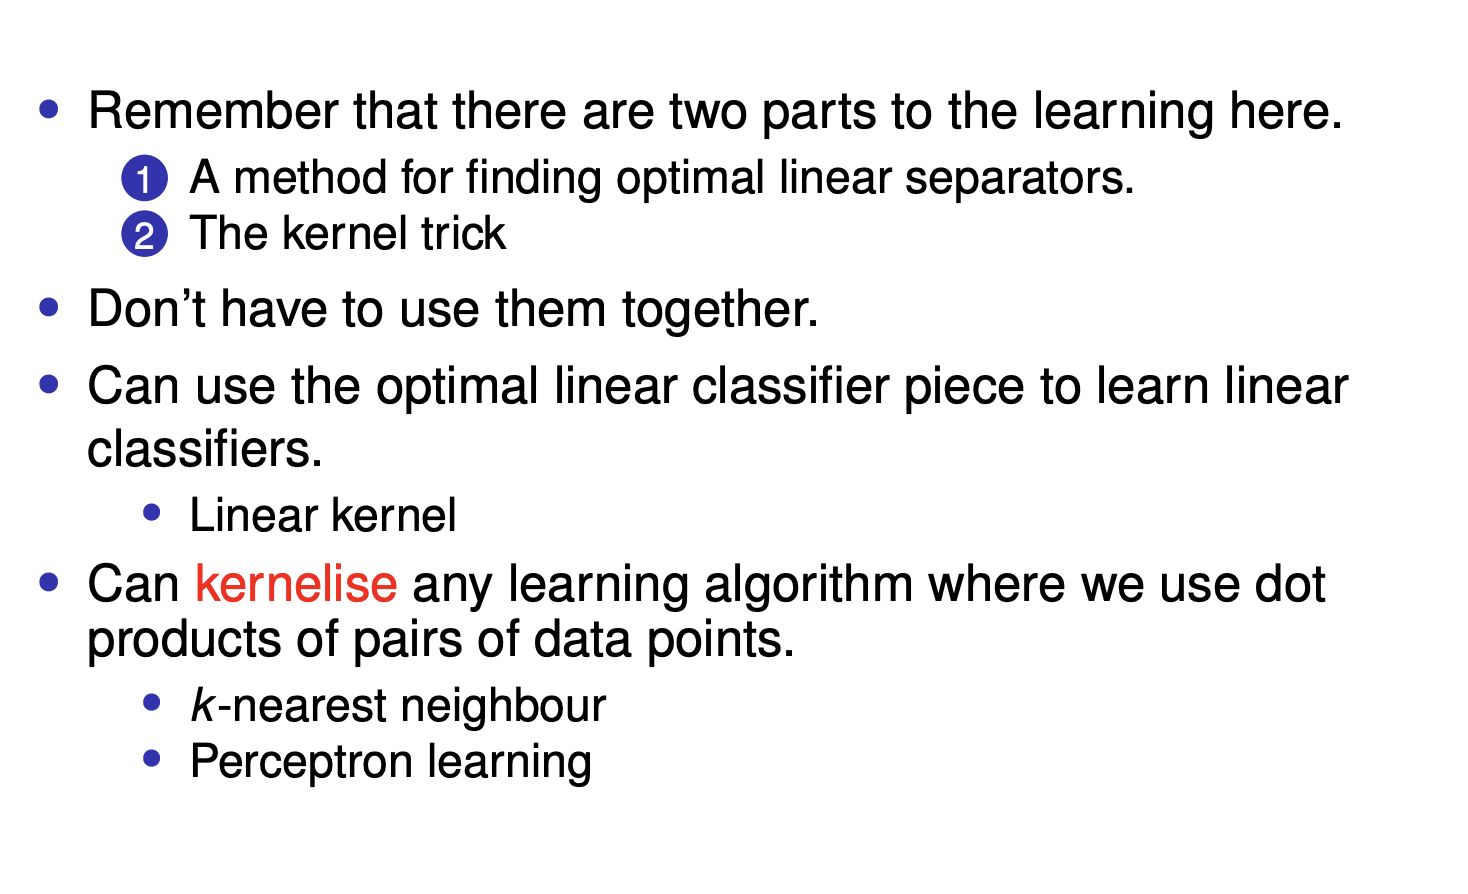 • Remember that there are two parts to the learning here.
1 A method for finding optimal linear separators.
2 The kernel trick
• Don’t have to use them together.
• Can use the optimal linear classifier piece to learn linear
classifiers.
• Linear kernel
• Can kernelise any learning algorithm where we use dot
products of pairs of data points.
• k-nearest neighbour
• Perceptron learning